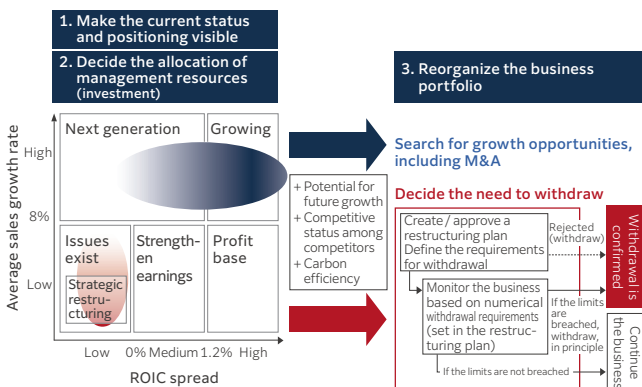 1. Make the current status
and positioning visible
2. Decide the allocation of
management resources
(investment)
3. Reorganize the business
portfolio
Average sales growth rate
High
8%
Low
Next generation
Growing
Issues
exist
Strategic
restru-
cturing
Strength-
en
earnings
Profit
base
Low
0%
Medium
1.2%
High
ROIC spread
+ Potential for
future growth
+ Competitive
status among
competitors
+ Carbon
efficiency
Search for growth opportunities,
including M&A
Decide the need to withdraw
Create / approve a
restructuring plan
Define the requirements
for withdrawal
Rejected
(withdraw)
Monitor the business
based on numerical
withdrawal requirements
(set in the restruc-
turing plan)
If the limits
are
breached,
withdraw,
in principle
If the limits are not breached
Withdrawal is
confirmed
Continue
the business